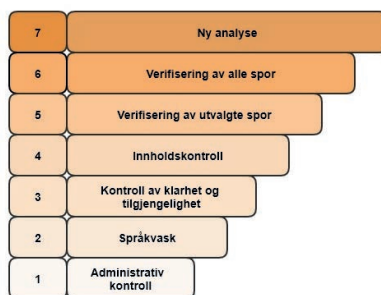 7 Ny analyse
6 Verifisering av alle spor
5 Verifisering av utvalgte spor
4 Innholdskontroll
3 Kontroll av klarhet og
tilgjengelighet
2 Språkvask
1 Administrativ
kontroll